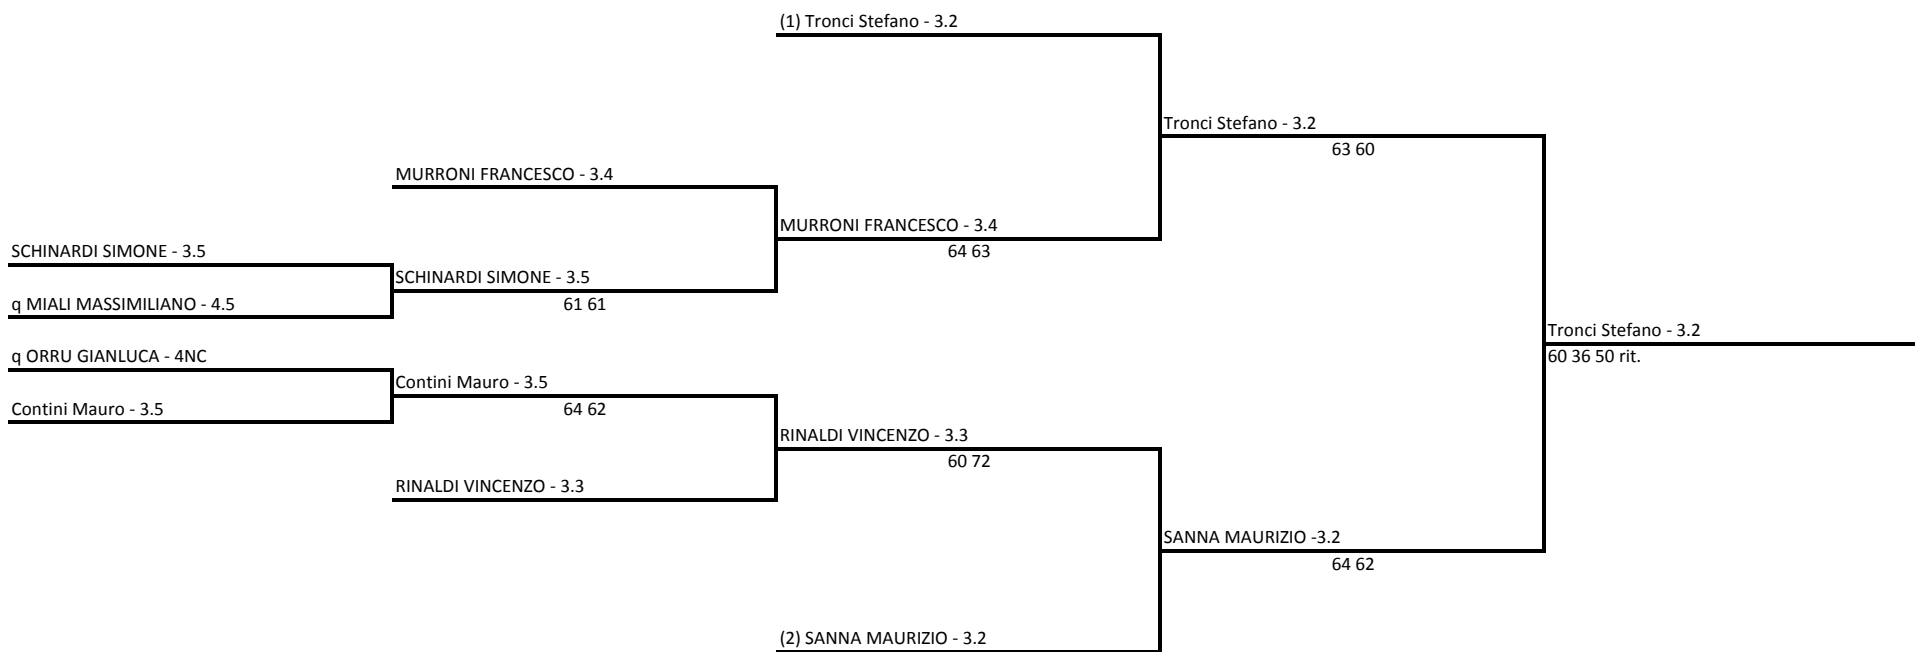 (1) Tronci Stefano - 3.2
Tronci Stefano - 3.2
63 60
MURRONI FRANCESCO - 3.4
MURRONI FRANCESCO - 3.4
64 63
SCHINARDI SIMONE - 3.5
SCHINARDI SIMONE - 3.5
61 61
q MIALI MASSIMILIANO - 4.5
Tronci Stefano - 3.2
60 36 50 rit.
q ORRU GIANLUCA - 4NC
Contini Mauro - 3.5
64 62
Contini Mauro - 3.5
RINALDI VINCENZO - 3.3
60 72
RINALDI VINCENZO - 3.3
SANNA MAURIZIO -3.2
64 62
(2) SANNA MAURIZIO - 3.2